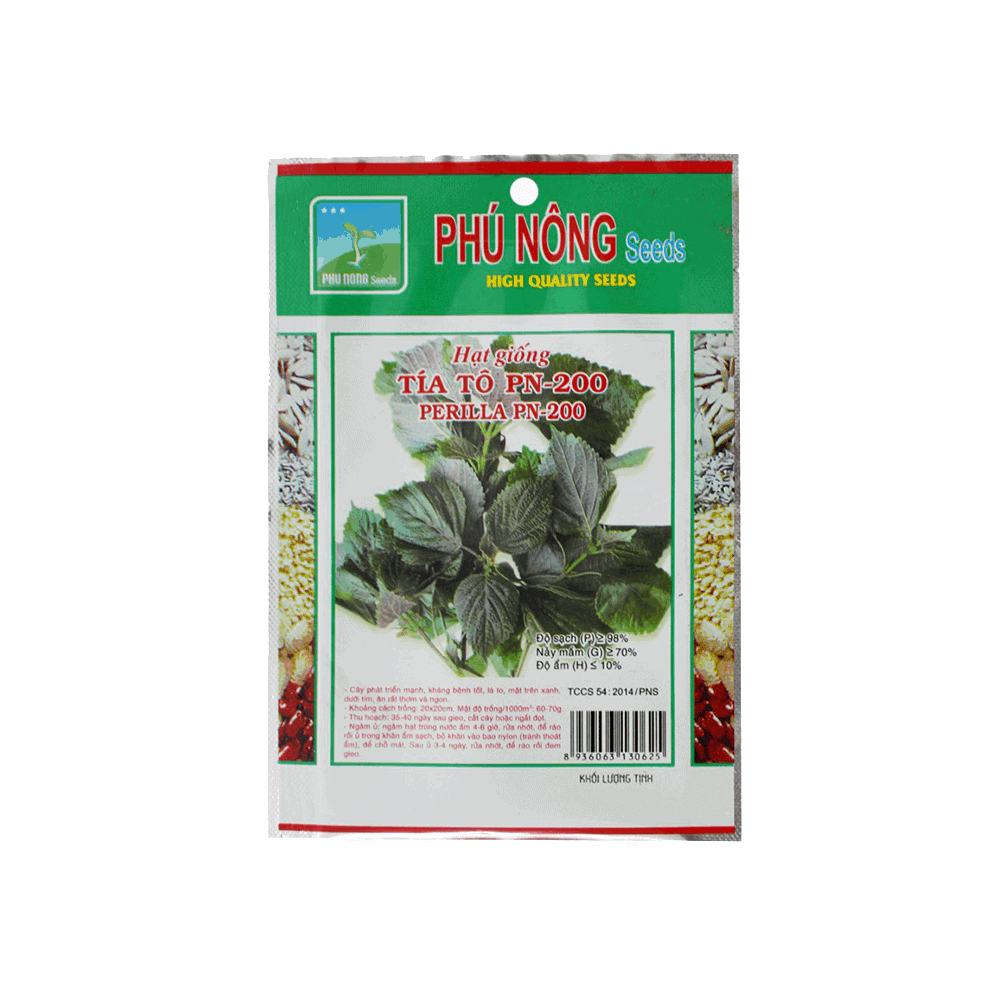 PHÚ NÔNG Seeds
HIGH QUALITY SEEDS
PHU NONG Seeds
Hạt giống
TÍA TÔ PN-200
PERILLA PN-200
Độ sạch (P) ≥ 98%
Nảy mầm (G) ≥ 70%
Độ ẩm (H) ≤ 10%
- Cây phát triển mạnh, kháng bệnh tốt, lá to, mặt trên xanh,
dưới tím, ăn rất thơm và ngon.
- Khoảng cách trồng: 20x20cm. Mật độ trồng/1000m²: 60-70g.
- Thu hoạch: 35-40 ngày sau gieo, cắt cây hoặc ngắt đọt.
- Ngâm ủ: ngâm hạt trong nước ấm 4-6 giờ, rửa nhớt, để ráo
rồi ủ trong khăn ẩm sạch, bỏ khăn vào bao nylon (tránh thoát
ẩm), để chỗ mát. Sau ủ 3-4 ngày, rửa nhớt, để ráo rồi đem
gieo.
TCCS 54 : 2014/PNS
8 936063 130625
KHỐI LƯỢNG TỊNH